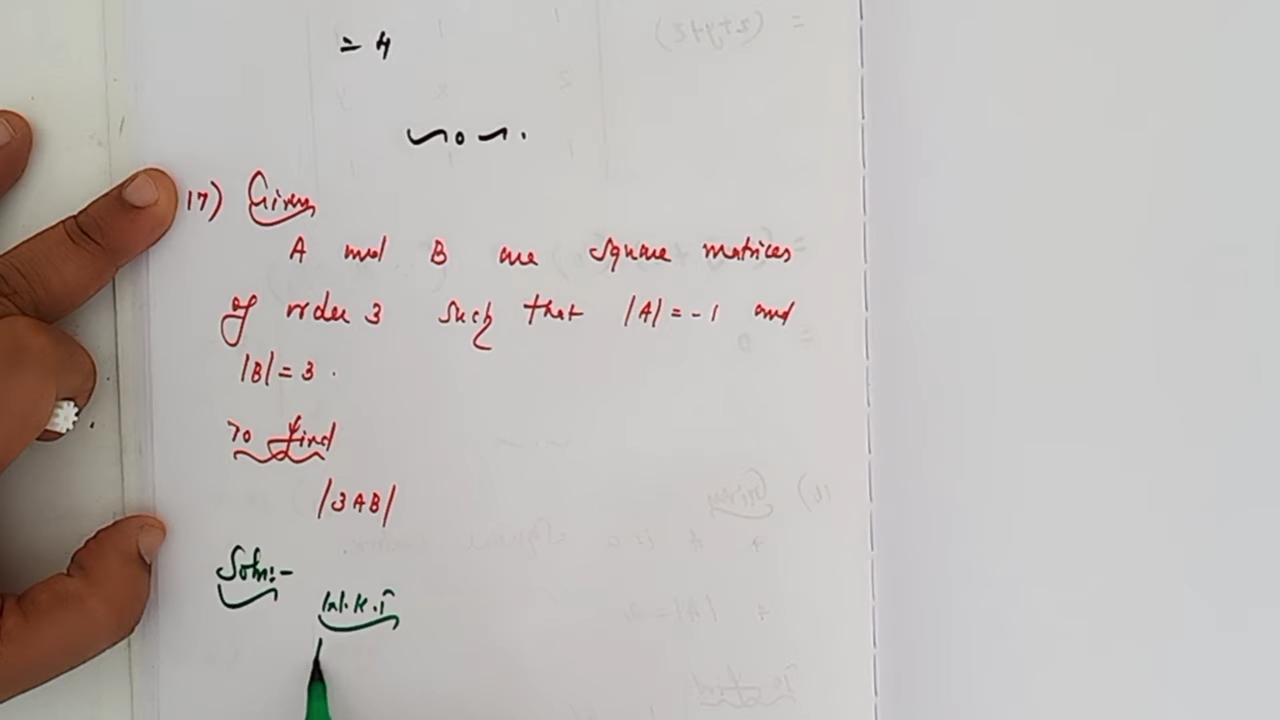 = 4
17) Given
A and B are square matrices
of order 3 such that |A| = -1 and
|B| = 3.
To find
|3AB|
Soln:-
W.K.T